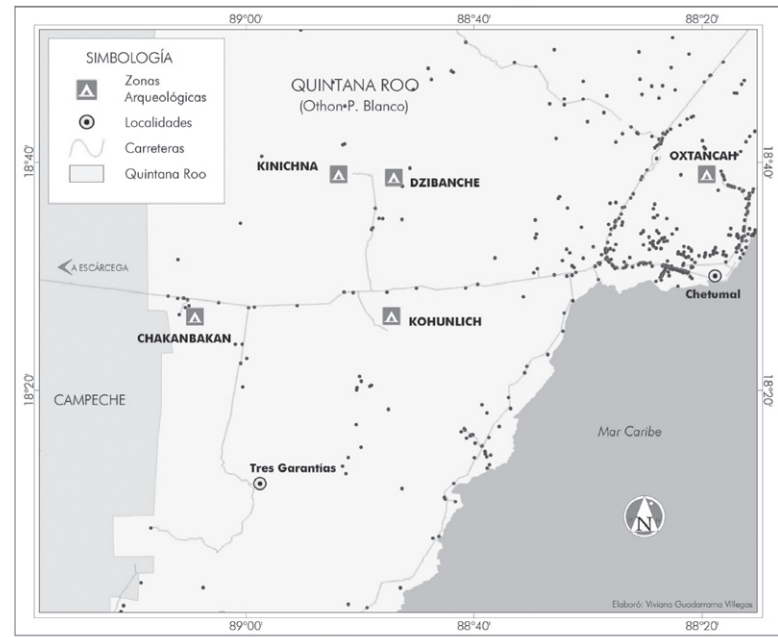 89°00'
88°40'
88°20'
SIMBOLOGÍA
Zonas
Arqueológicas
Localidades
Carreteras
Quintana Roo
QUINTANA ROO
(Othon P. Blanco)
18°40'
18°40'
KINICHNA
DZIBANCHE
OXTANCAH
A ESCÁRCEGA
Chetumal
CHAKANBAKAN
KOHUNLICH
18°20'
18°20'
CAMPECHE
Mar Caribe
Tres Garantías
N
Elaboró: Viviana Guadarrama Villegas
89°00'
88°40'
88°20'